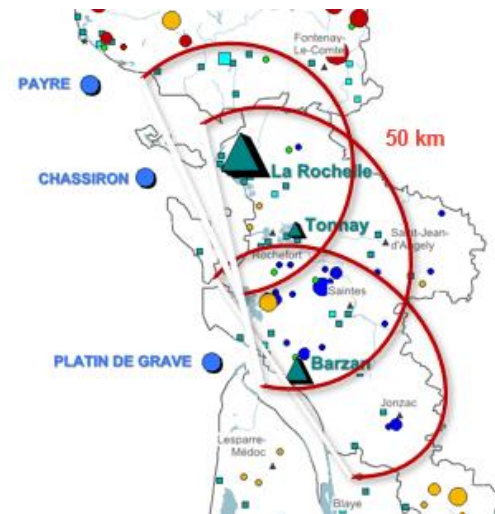 Fontenay-
Le-Comte
PAYRE
50 km
La Rochelle
CHASSIRON
Tonnay
Saint-Jean-
d'Angely
Rochefort
Saintes
PLATIN DE GRAVE
Barzan
Jonzac
Lesparre-
Médoc
Blaye